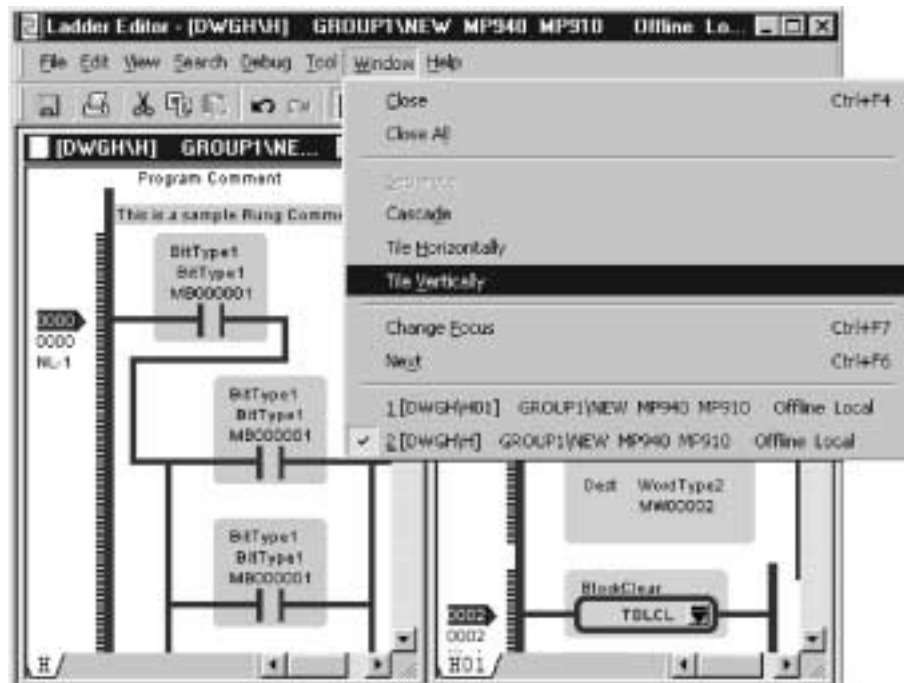 Ladder Editor - [DWGH\H] GROUP1\NEW MP940 MP910 Offline Lo...
File Edit View Search Debug Tool Window Help
Close Ctrl+F4
Close All
Cascade
Tile Horizontally
Tile Vertically
Change Focus Ctrl+F7
Next Ctrl+F6
1 [DWGH\H01] GROUP1\NEW MP940 MP910 Offline Local
2 [DWGH\H] GROUP1\NEW MP940 MP910 Offline Local
[DWGH\H] GROUP1\NE...
Program Comment
This is a sample Rung Comme
BitType1
BitType1
MB000001
0000
0000
NL-1
BitType1
BitType1
MB000001
BitType1
BitType1
MB000001
H
Dest WordType2
MW00002
BlockClear
TBLCL
0002
0002
H01